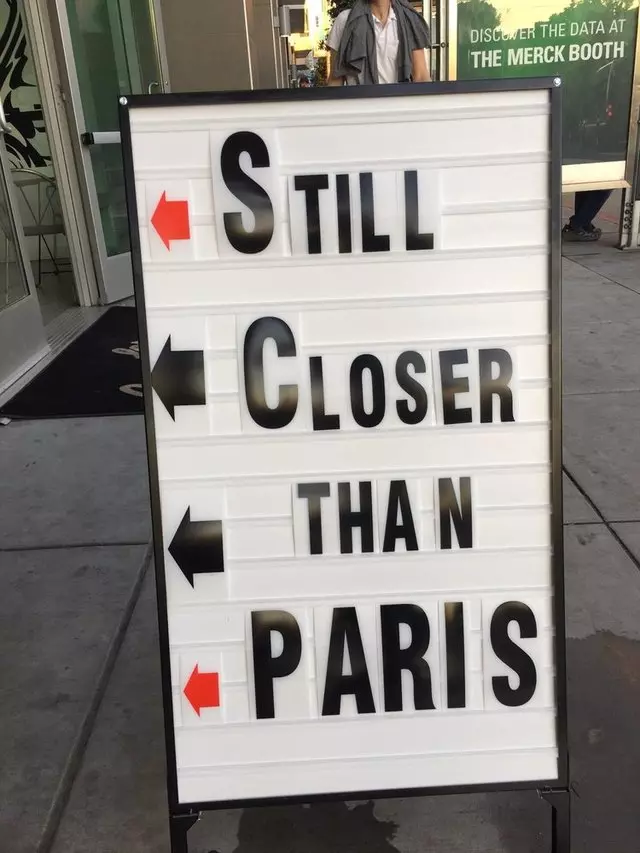 DISCOVER THE DATA AT
THE MERCK BOOTH
STILL
CLOSER
THAN
PARIS